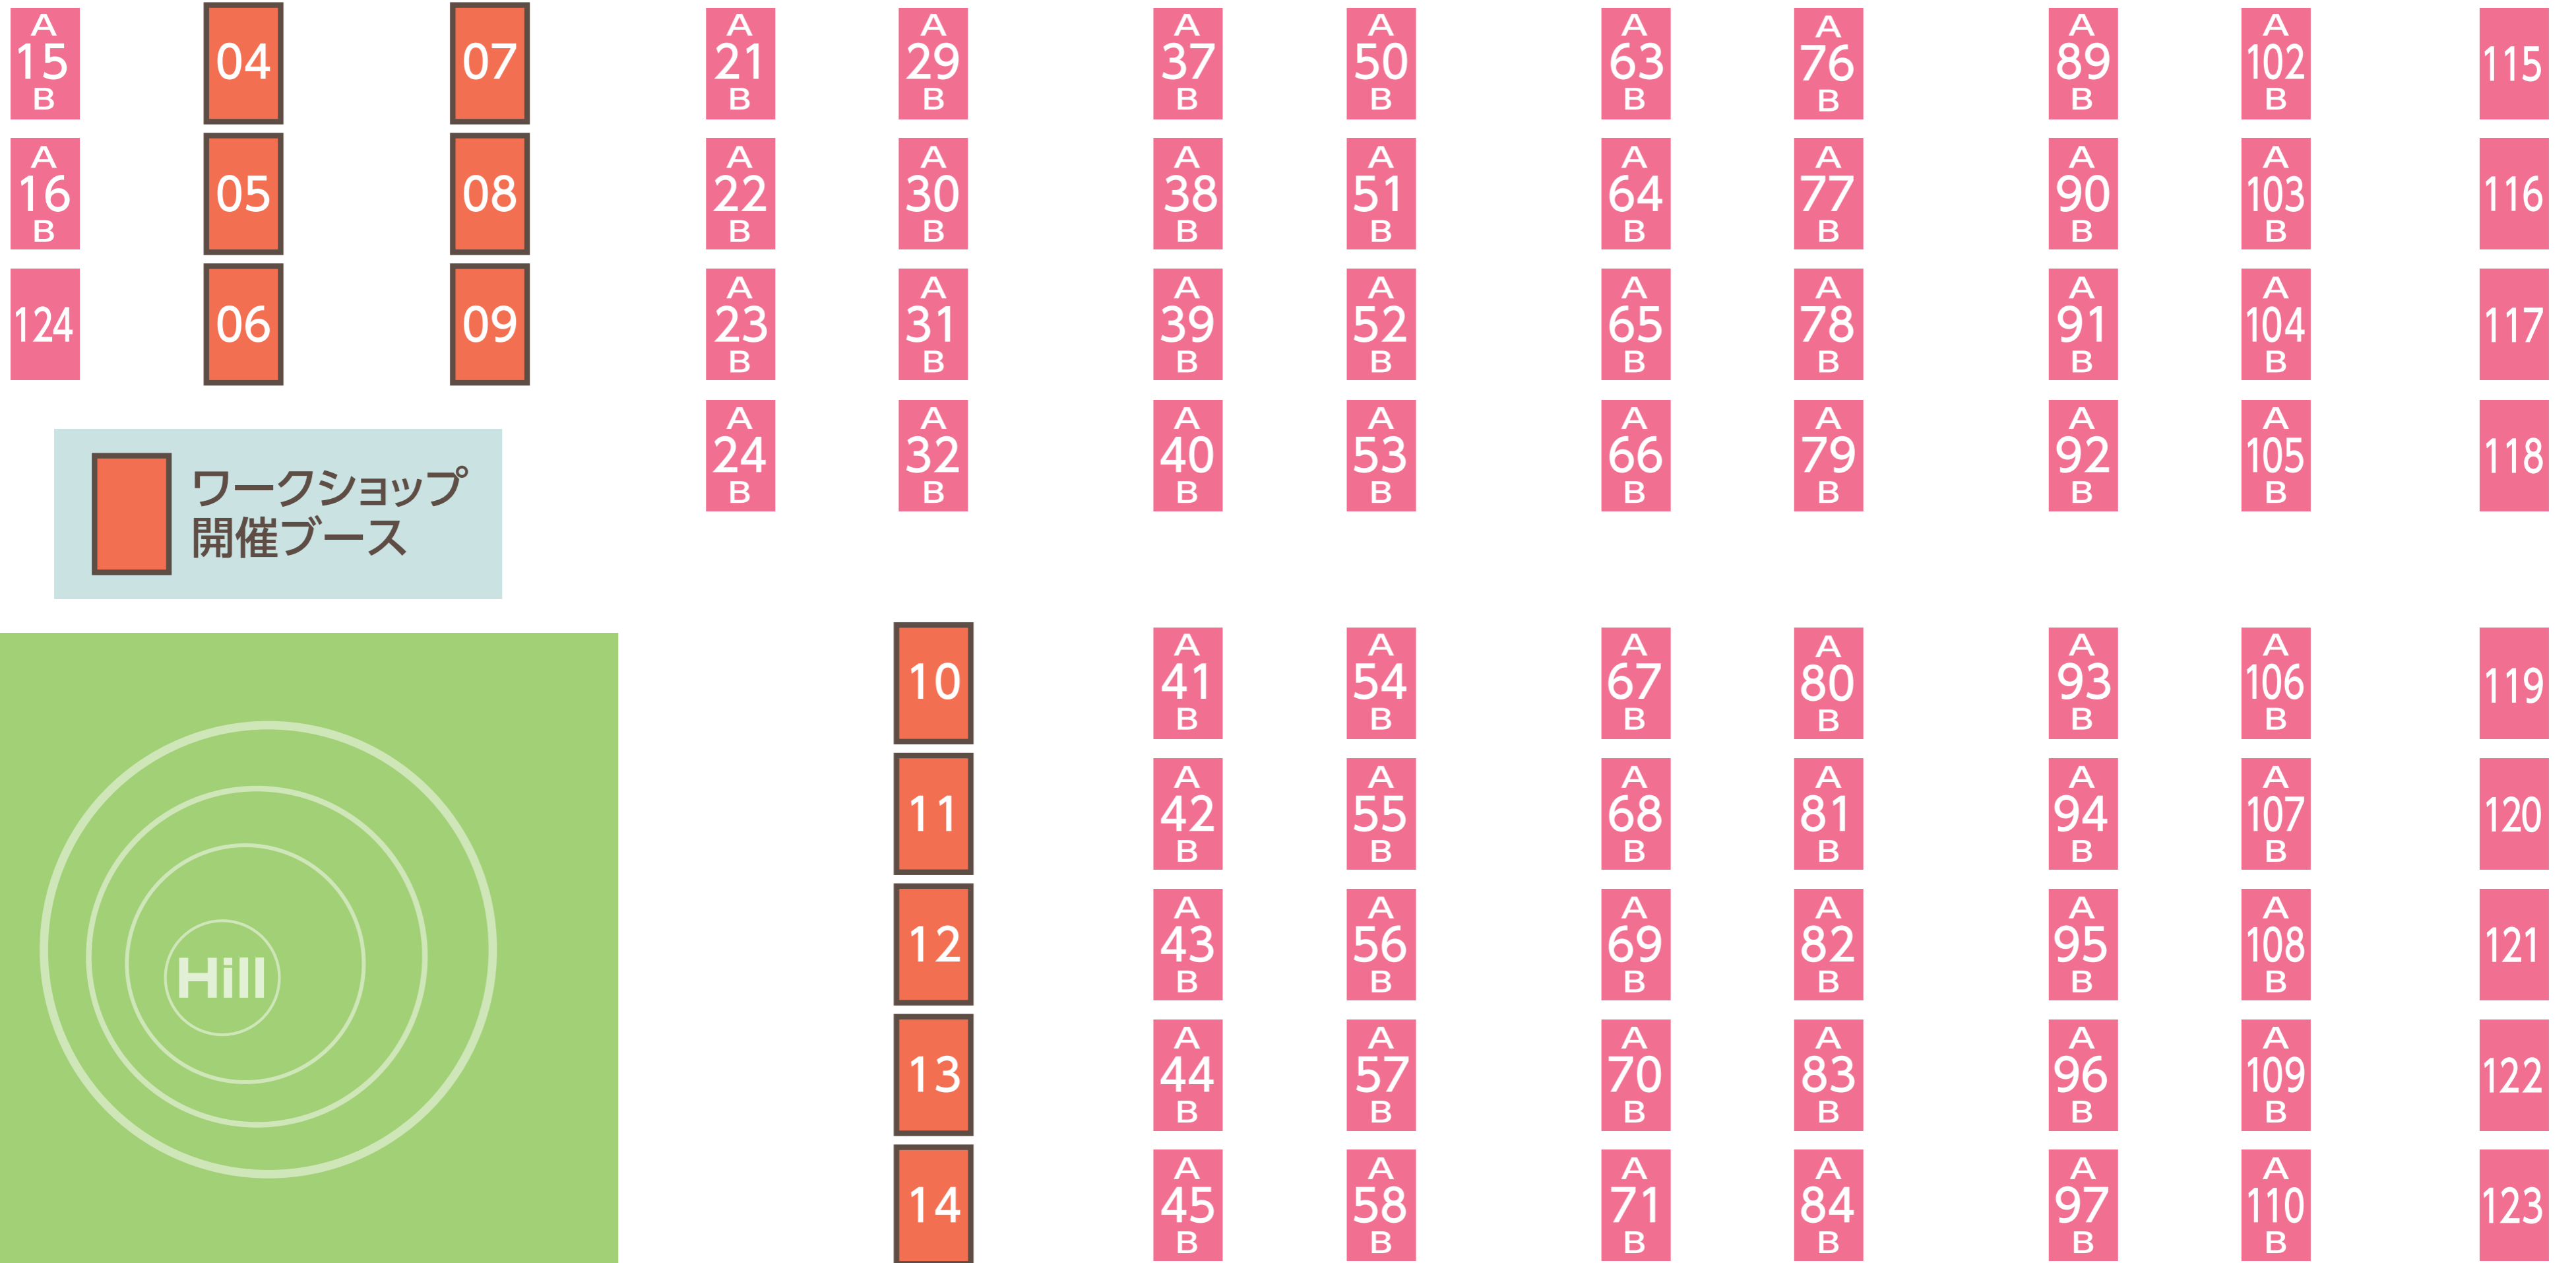 A
15
B
04
07
A
21
B
A
29
B
A
37
B
A
50
B
A
63
B
A
76
B
A
89
B
A
102
B
115
A
16
B
05
08
A
22
B
A
30
B
A
38
B
A
51
B
A
64
B
A
77
B
A
90
B
A
103
B
116
124
06
09
A
23
B
A
31
B
A
39
B
A
52
B
A
65
B
A
78
B
A
91
B
A
104
B
117
A
24
B
A
32
B
A
40
B
A
53
B
A
66
B
A
79
B
A
92
B
A
105
B
118
ワークショップ
開催ブース
10
A
41
B
A
54
B
A
67
B
A
80
B
A
93
B
A
106
B
119
11
A
42
B
A
55
B
A
68
B
A
81
B
A
94
B
A
107
B
120
Hill
12
A
43
B
A
56
B
A
69
B
A
82
B
A
95
B
A
108
B
121
13
A
44
B
A
57
B
A
70
B
A
83
B
A
96
B
A
109
B
122
14
A
45
B
A
58
B
A
71
B
A
84
B
A
97
B
A
110
B
123